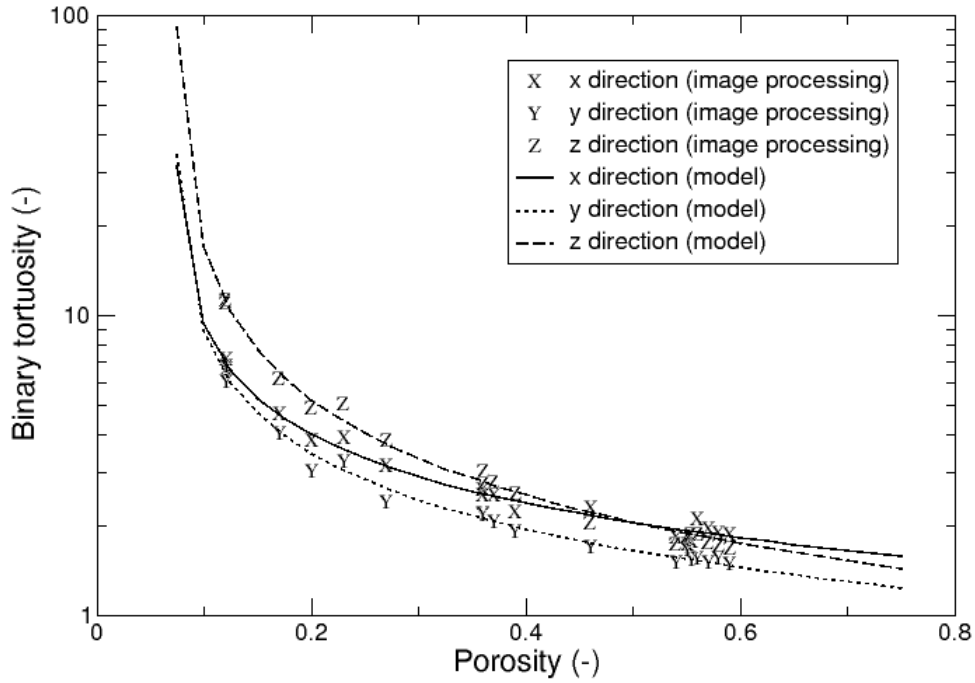 100
10
1
Binary tortuosity (-)
X x direction (image processing)
Y y direction (image processing)
Z z direction (image processing)
x direction (model)
y direction (model)
z direction (model)
0 0.2 0.4 0.6 0.8
Porosity (-)